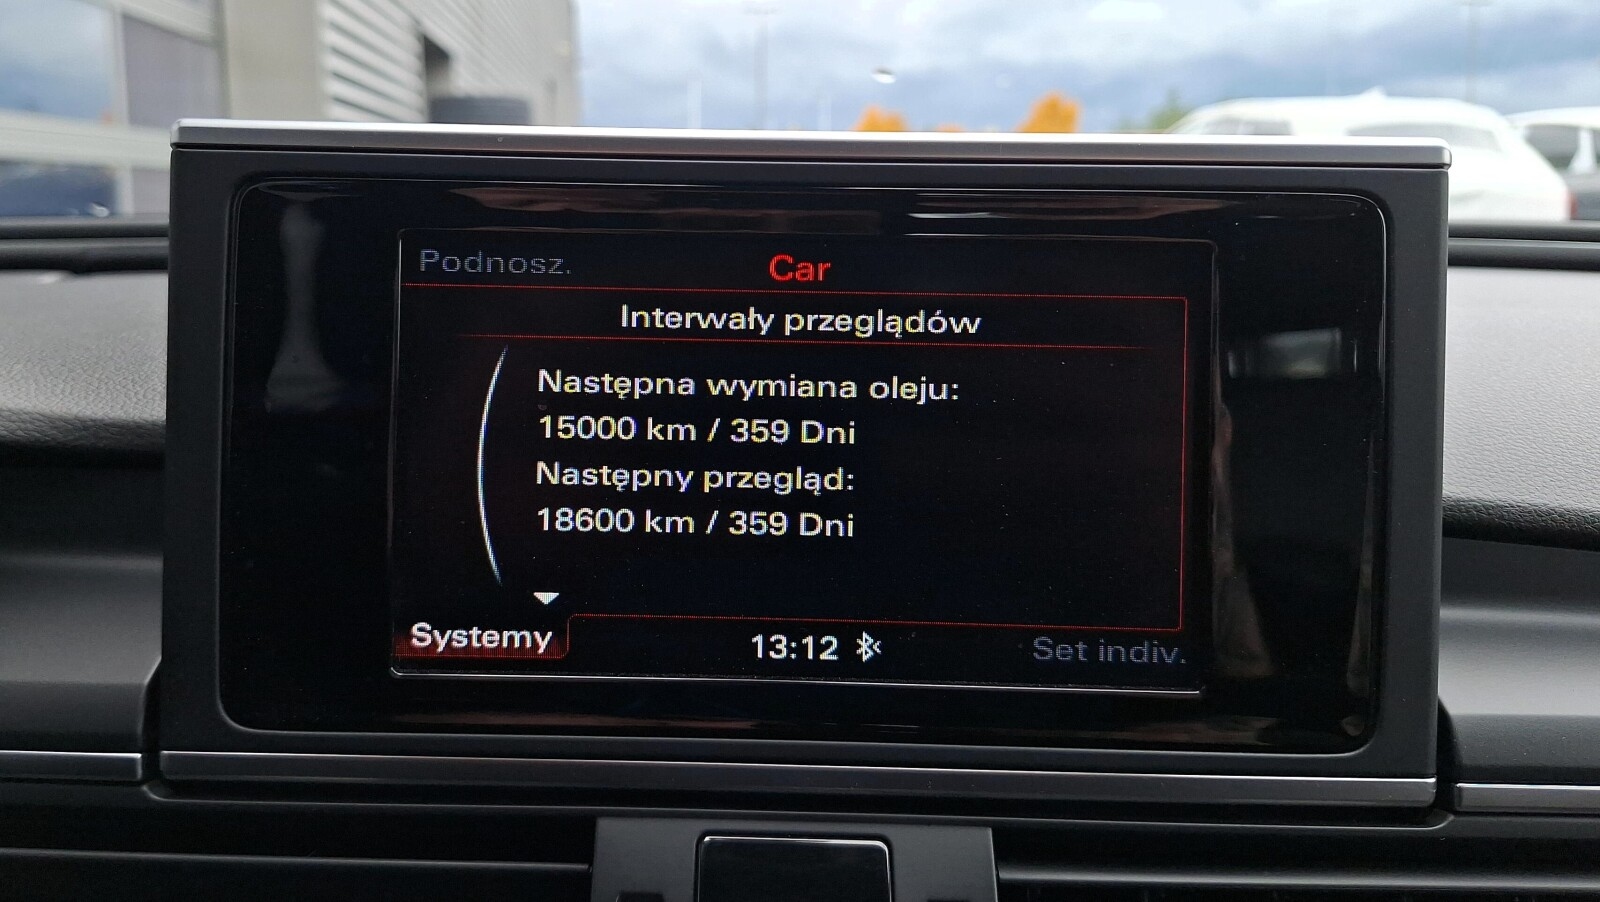 Podnosz.
Car
Interwały przeglądów
Następna wymiana oleju:
15000 km / 359 Dni
Następny przegląd:
18600 km / 359 Dni
Systemy
13:12
Set indiv.